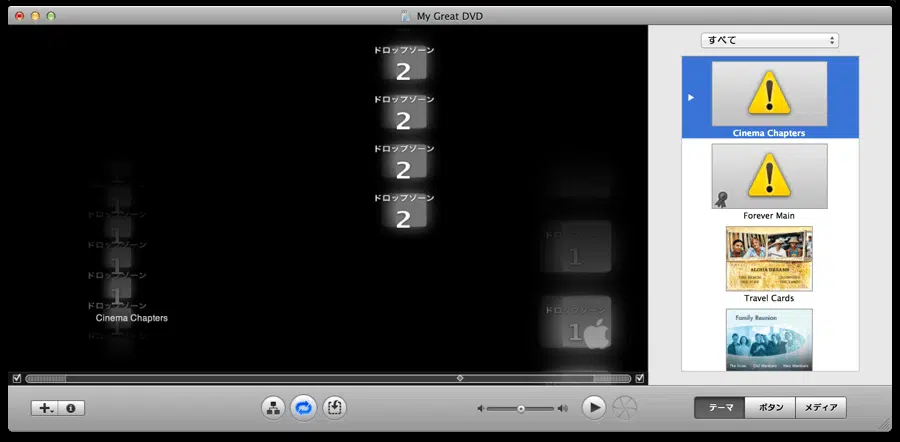 My Great DVD
すべて
ドロップゾーン
2
ドロップゾーン
2
ドロップゾーン
2
ドロップゾーン
2
1
ドロップゾーン
1
ドロップゾーン
1
ドロップゾーン
1
ドロップゾーン
1
Cinema Chapters
ドロップゾーン
1
ドロップゾーン
1
Cinema Chapters
Forever Main
ALOHA DREAMS
Travel Cards
Family Reunion
テーマ
ボタン
メディア